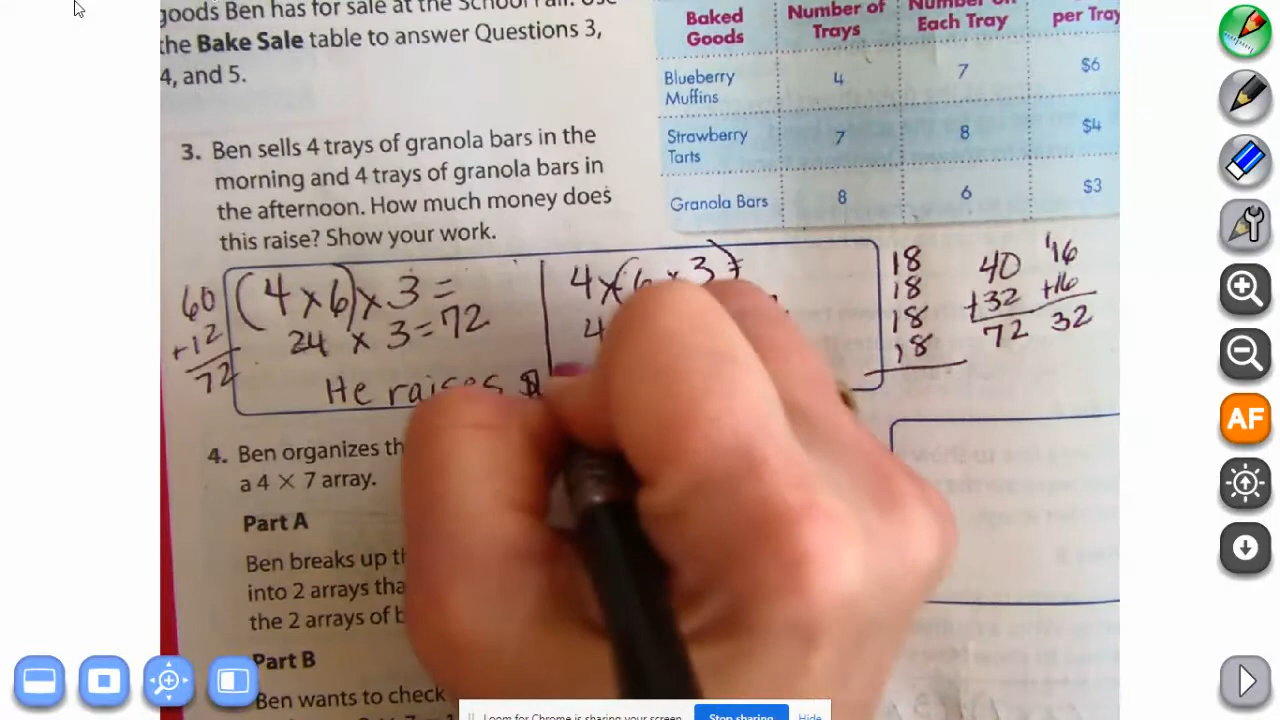 goods Ben has for sale at the School Fair. Use
the Bake Sale table to answer Questions 3,
4, and 5.
Baked Goods
Number of Trays
Number on Each Tray
per Tray
Blueberry Muffins 4 7 $6
Strawberry Tarts 7 8 $4
Granola Bars 8 6 $3
3. Ben sells 4 trays of granola bars in the
morning and 4 trays of granola bars in
the afternoon. How much money does
this raise? Show your work.
60
+12
72
(4×6)×3=
24 × 3=72
He raises $
4×(6×3)=
4
18
18
18
18
40
+32
72
16
+16
32
4. Ben organizes th
a 4 × 7 array.
Part A
Ben breaks up th
into 2 arrays tha
the 2 arrays of b
Part B
Ben wants to check
AF
Loom for Chrome is sharing your screen.
Stop sharing
Hide